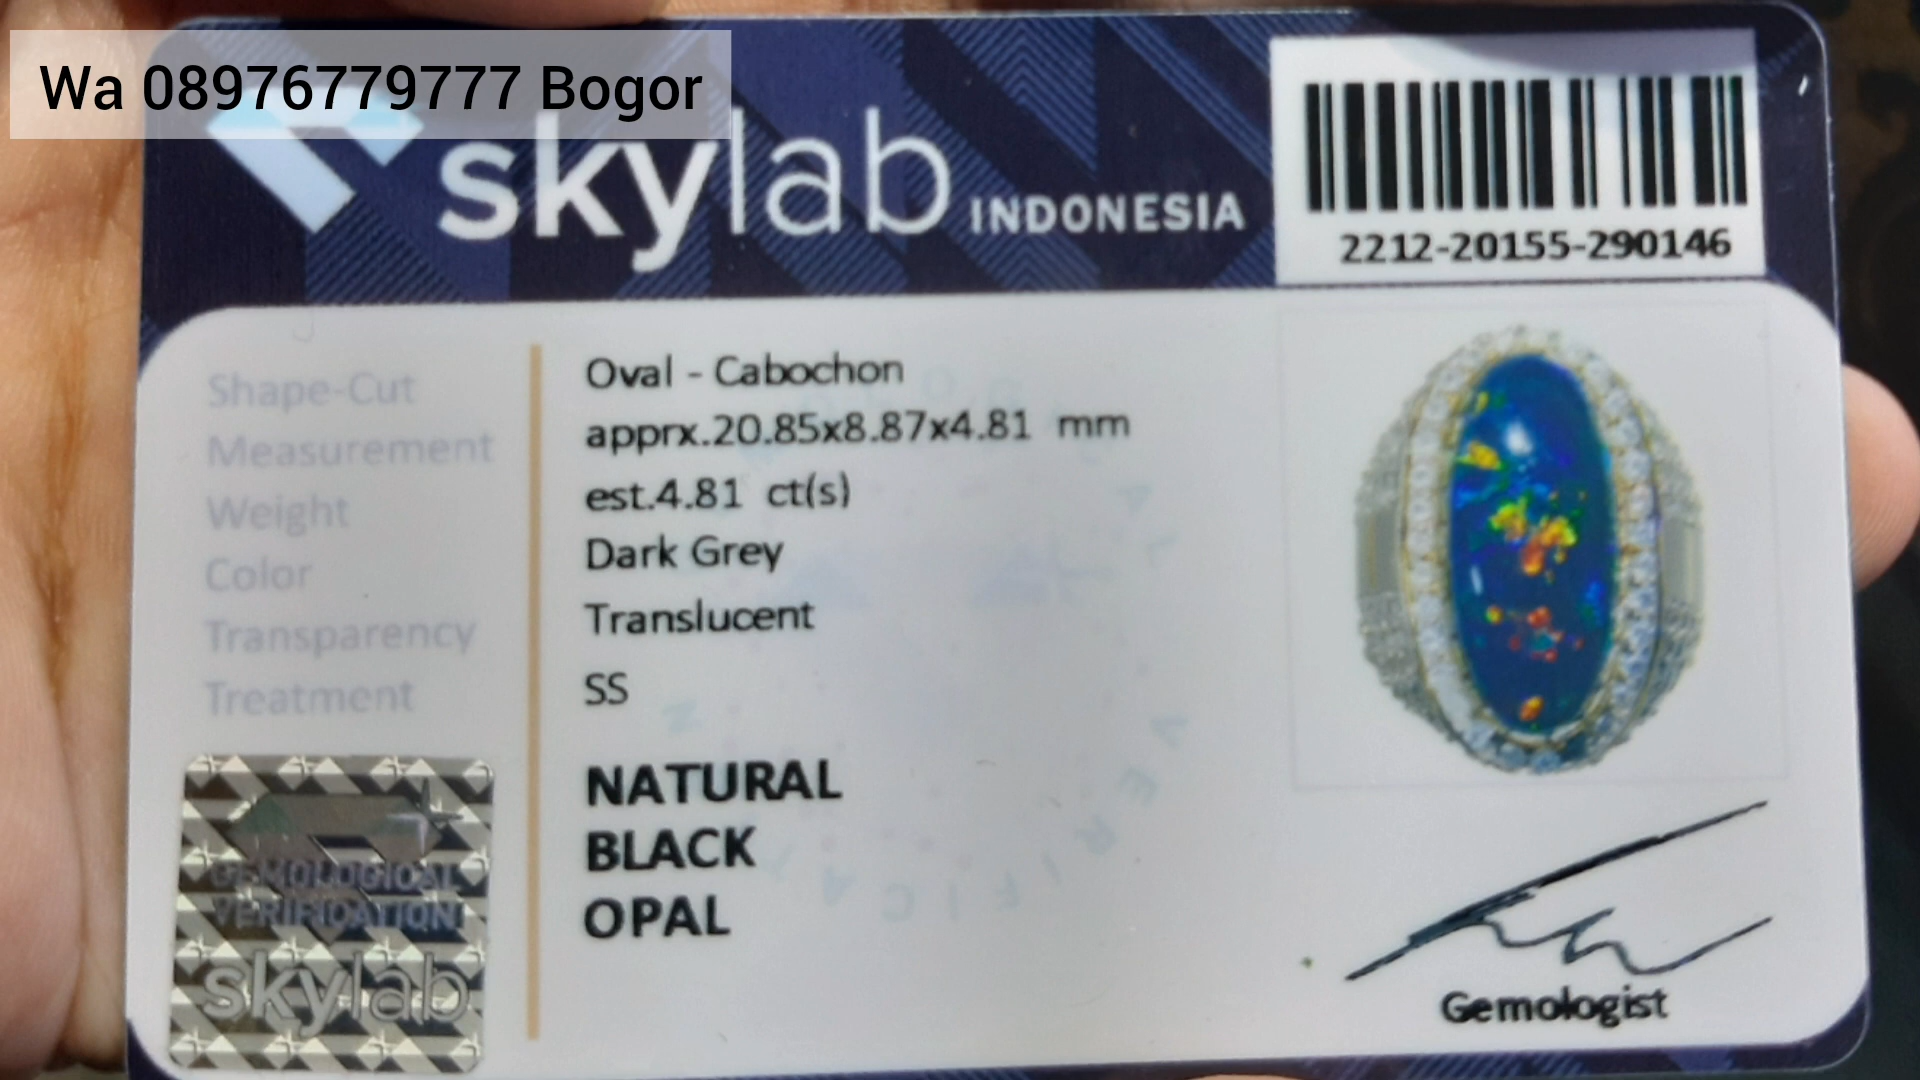 Wa 08976779777 Bogor
skylab INDONESIA
2212-20155-290146
Shape-Cut Oval - Cabochon
Measurement apprx.20.85x8.87x4.81 mm
Weight est.4.81 ct(s)
Color Dark Grey
Transparency Translucent
Treatment SS
NATURAL
BLACK
OPAL
GEMOLOGICAL
VERIFICATION
skylab
Gemologist